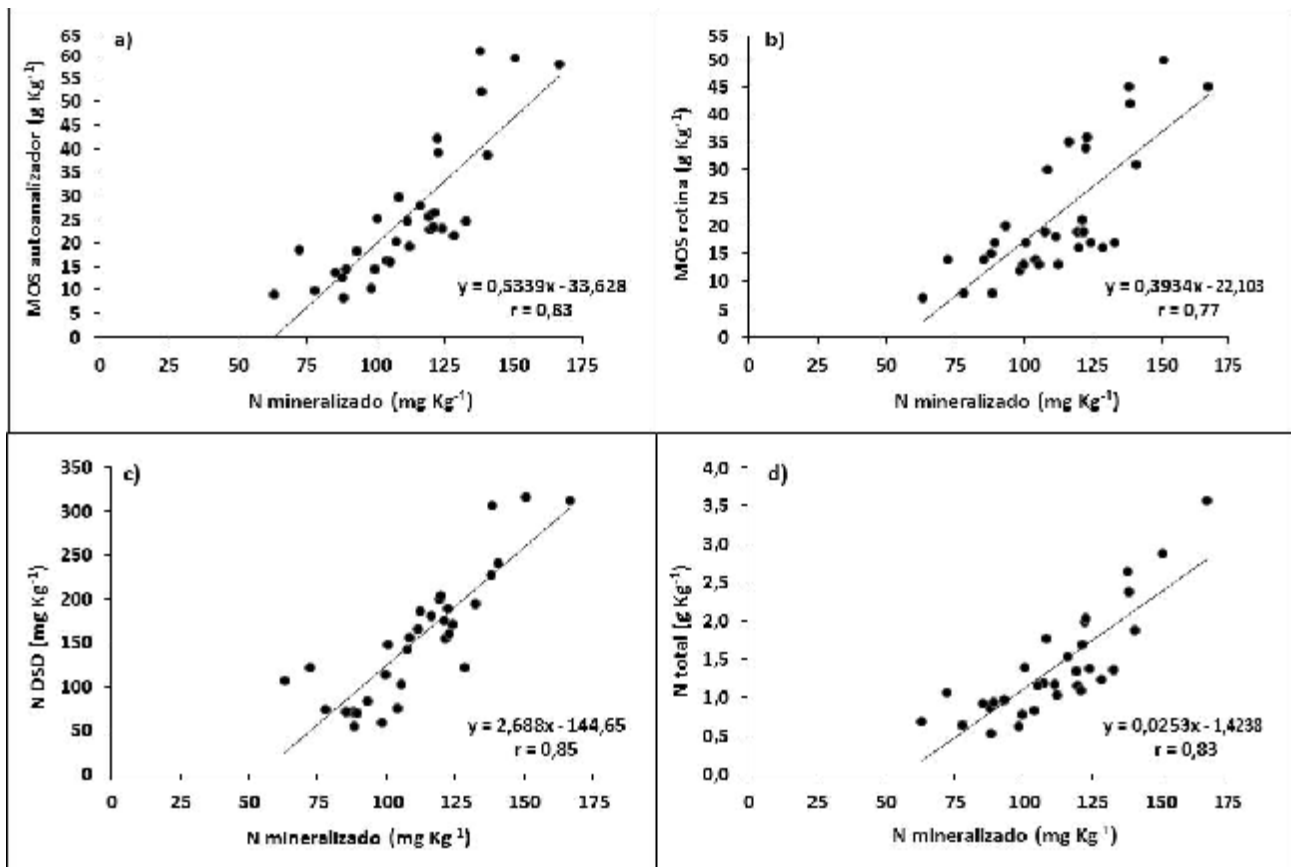 a)
MOS autoanalizador (g Kg⁻¹)
65
60
55
50
45
40
35
30
25
20
15
10
5
0
y = 0,5339x - 33,628
r = 0,83
0 25 50 75 100 125 150 175
N mineralizado (mg Kg⁻¹)
b)
MOS rotina (g Kg⁻¹)
55
50
45
40
35
30
25
20
15
10
5
0
y = 0,3934x - 22,103
r = 0,77
0 25 50 75 100 125 150 175
N mineralizado (mg Kg⁻¹)
c)
N DSD (mg Kg⁻¹)
350
300
250
200
150
100
50
0
y = 2,688x - 144,65
r = 0,85
0 25 50 75 100 125 150 175
N mineralizado (mg Kg⁻¹)
d)
N total (g Kg⁻¹)
4,0
3,5
3,0
2,5
2,0
1,5
1,0
0,5
0,0
y = 0,0253x - 1,4238
r = 0,83
0 25 50 75 100 125 150 175
N mineralizado (mg Kg⁻¹)